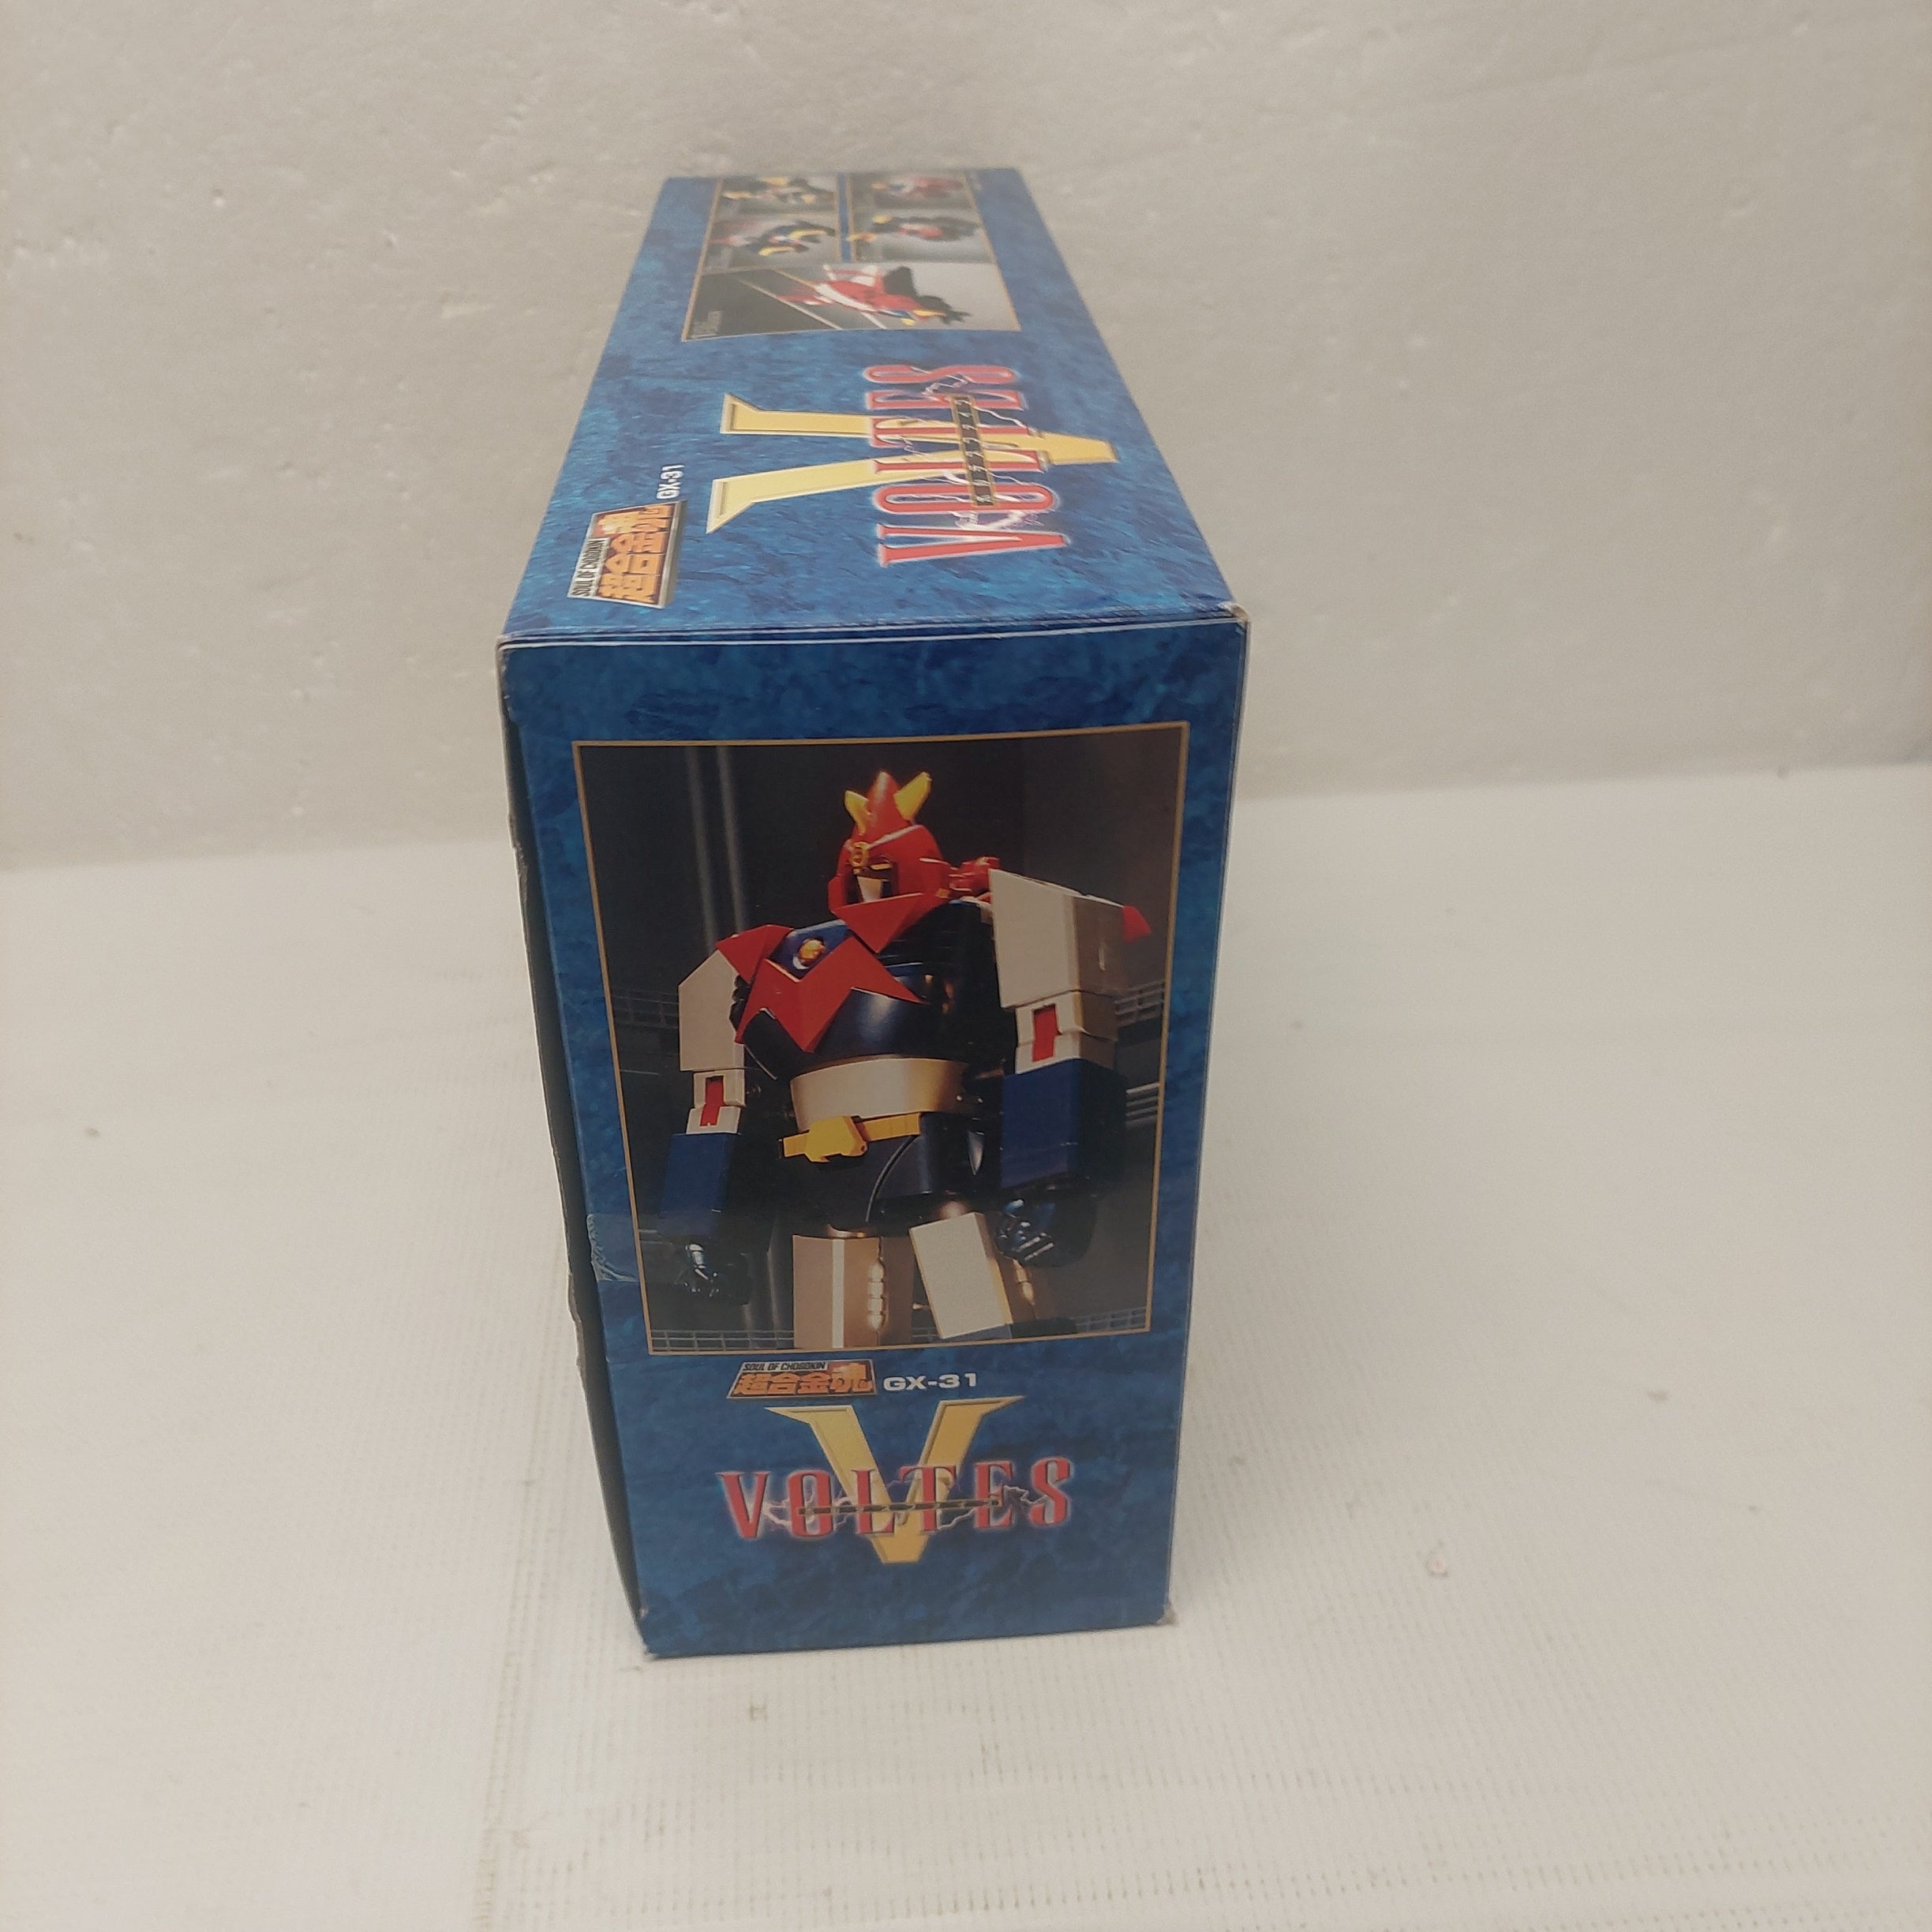 SOUL OF CHOGOKIN
超合金魂
GX-31
V
VOLTES
SOUL OF CHOGOKIN
超合金魂 GX-31
V
VOLTES